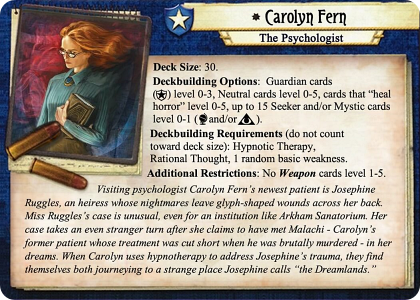 Carolyn Fern
The Psychologist
Deck Size: 30.
Deckbuilding Options: Guardian cards
() level 0-3, Neutral cards level 0-5, cards that "heal
horror" level 0-5, up to 15 Seeker and/or Mystic cards
level 0-1 (and/or).
Deckbuilding Requirements (do not count
toward deck size): Hypnotic Therapy,
Rational Thought, 1 random basic weakness.
Additional Restrictions: No Weapon cards level 1-5.
Visiting psychologist Carolyn Fern's newest patient is Josephine
Ruggles, an heiress whose nightmares leave glyph-shaped wounds across her back.
Miss Ruggles's case is unusual, even for an institution like Arkham Sanatorium. Her
case takes an even stranger turn after she claims to have met Malachi - Carolyn's
former patient whose treatment was cut short when he was brutally murdered - in her
dreams. When Carolyn uses hypnotherapy to address Josephine's trauma, they find
themselves both journeying to a strange place Josephine calls "the Dreamlands."